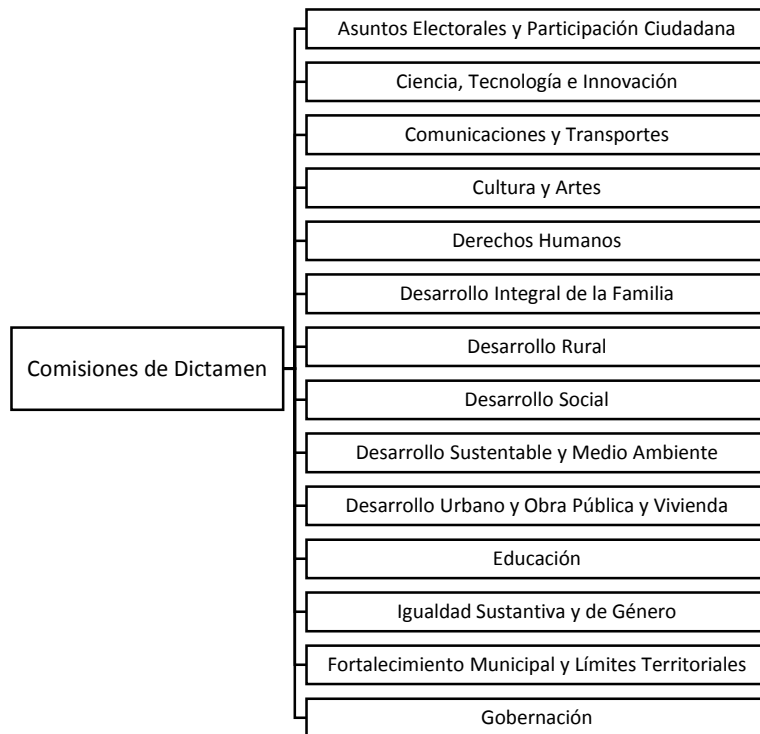 Comisiones de Dictamen
Asuntos Electorales y Participación Ciudadana
Ciencia, Tecnología e Innovación
Comunicaciones y Transportes
Cultura y Artes
Derechos Humanos
Desarrollo Integral de la Familia
Desarrollo Rural
Desarrollo Social
Desarrollo Sustentable y Medio Ambiente
Desarrollo Urbano y Obra Pública y Vivienda
Educación
Igualdad Sustantiva y de Género
Fortalecimiento Municipal y Límites Territoriales
Gobernación